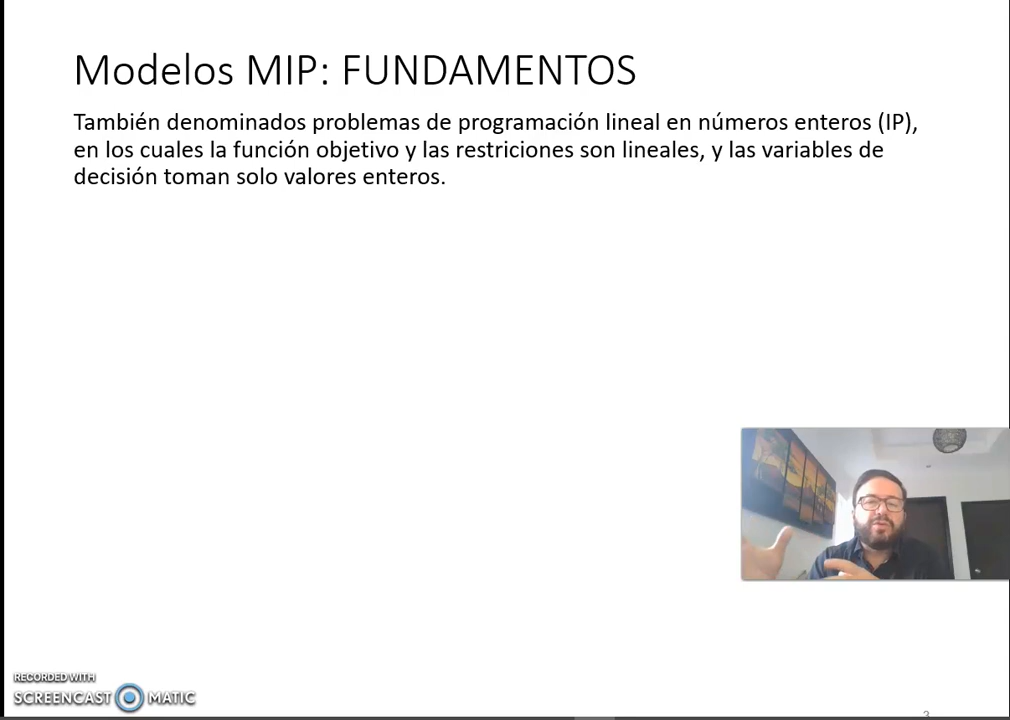 Modelos MIP: FUNDAMENTOS
También denominados problemas de programación lineal en números enteros (IP),
en los cuales la función objetivo y las restriciones son lineales, y las variables de
decisión toman solo valores enteros.
RECORDED WITH
SCREENCAST MATIC
3